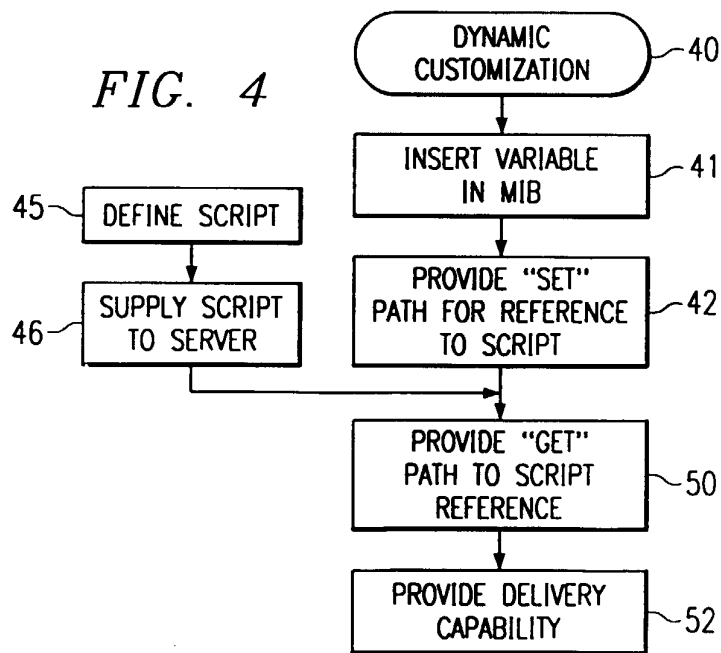 FIG. 4
DYNAMIC
CUSTOMIZATION
40
INSERT VARIABLE
IN MIB
41
45
DEFINE SCRIPT
PROVIDE "SET"
PATH FOR REFERENCE
TO SCRIPT
42
46
SUPPLY SCRIPT
TO SERVER
PROVIDE "GET"
PATH TO SCRIPT
REFERENCE
50
PROVIDE DELIVERY
CAPABILITY
52